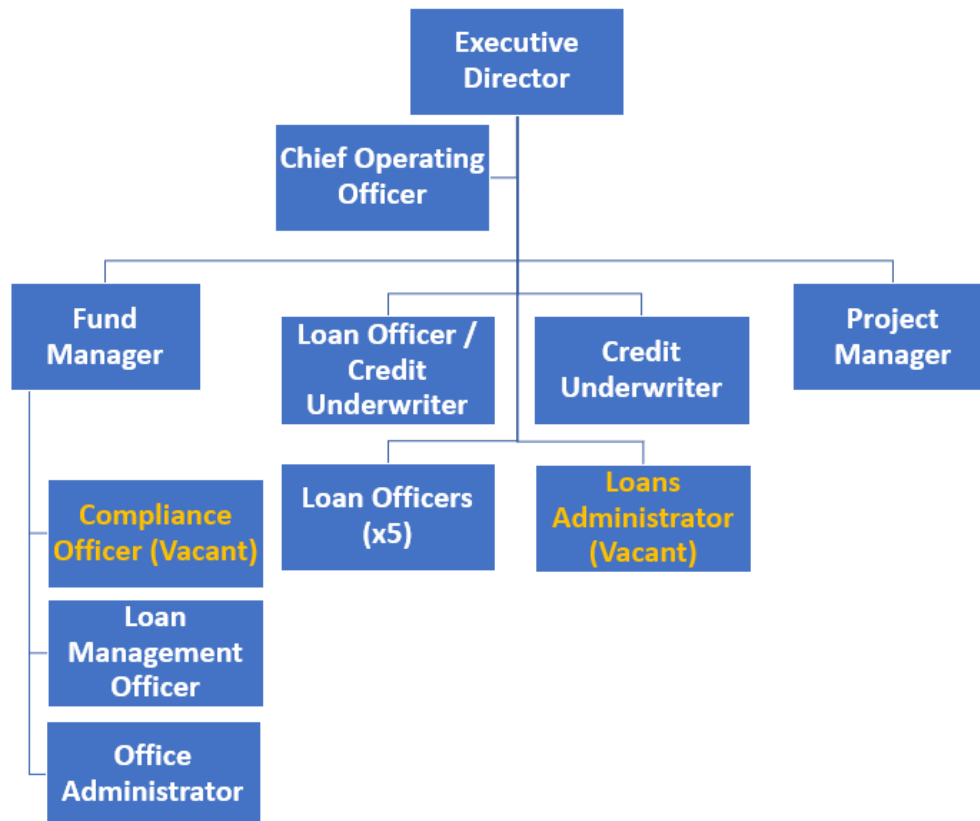 Executive
Director
Chief Operating
Officer
Fund
Manager
Loan Officer /
Credit
Underwriter
Credit
Underwriter
Project
Manager
Compliance
Officer (Vacant)
Loan Officers
(x5)
Loans
Administrator
(Vacant)
Loan
Management
Officer
Office
Administrator